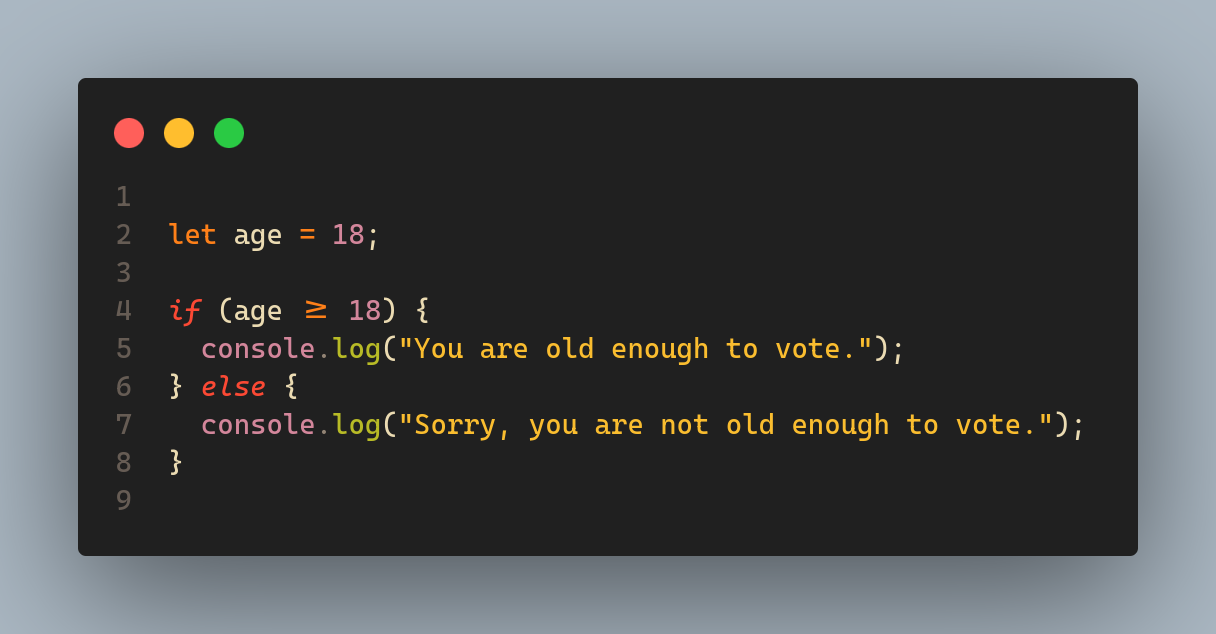 1
2 let age = 18;
3
4 if (age ≥ 18) {
5   console.log("You are old enough to vote.");
6 } else {
7   console.log("Sorry, you are not old enough to vote.");
8 }
9